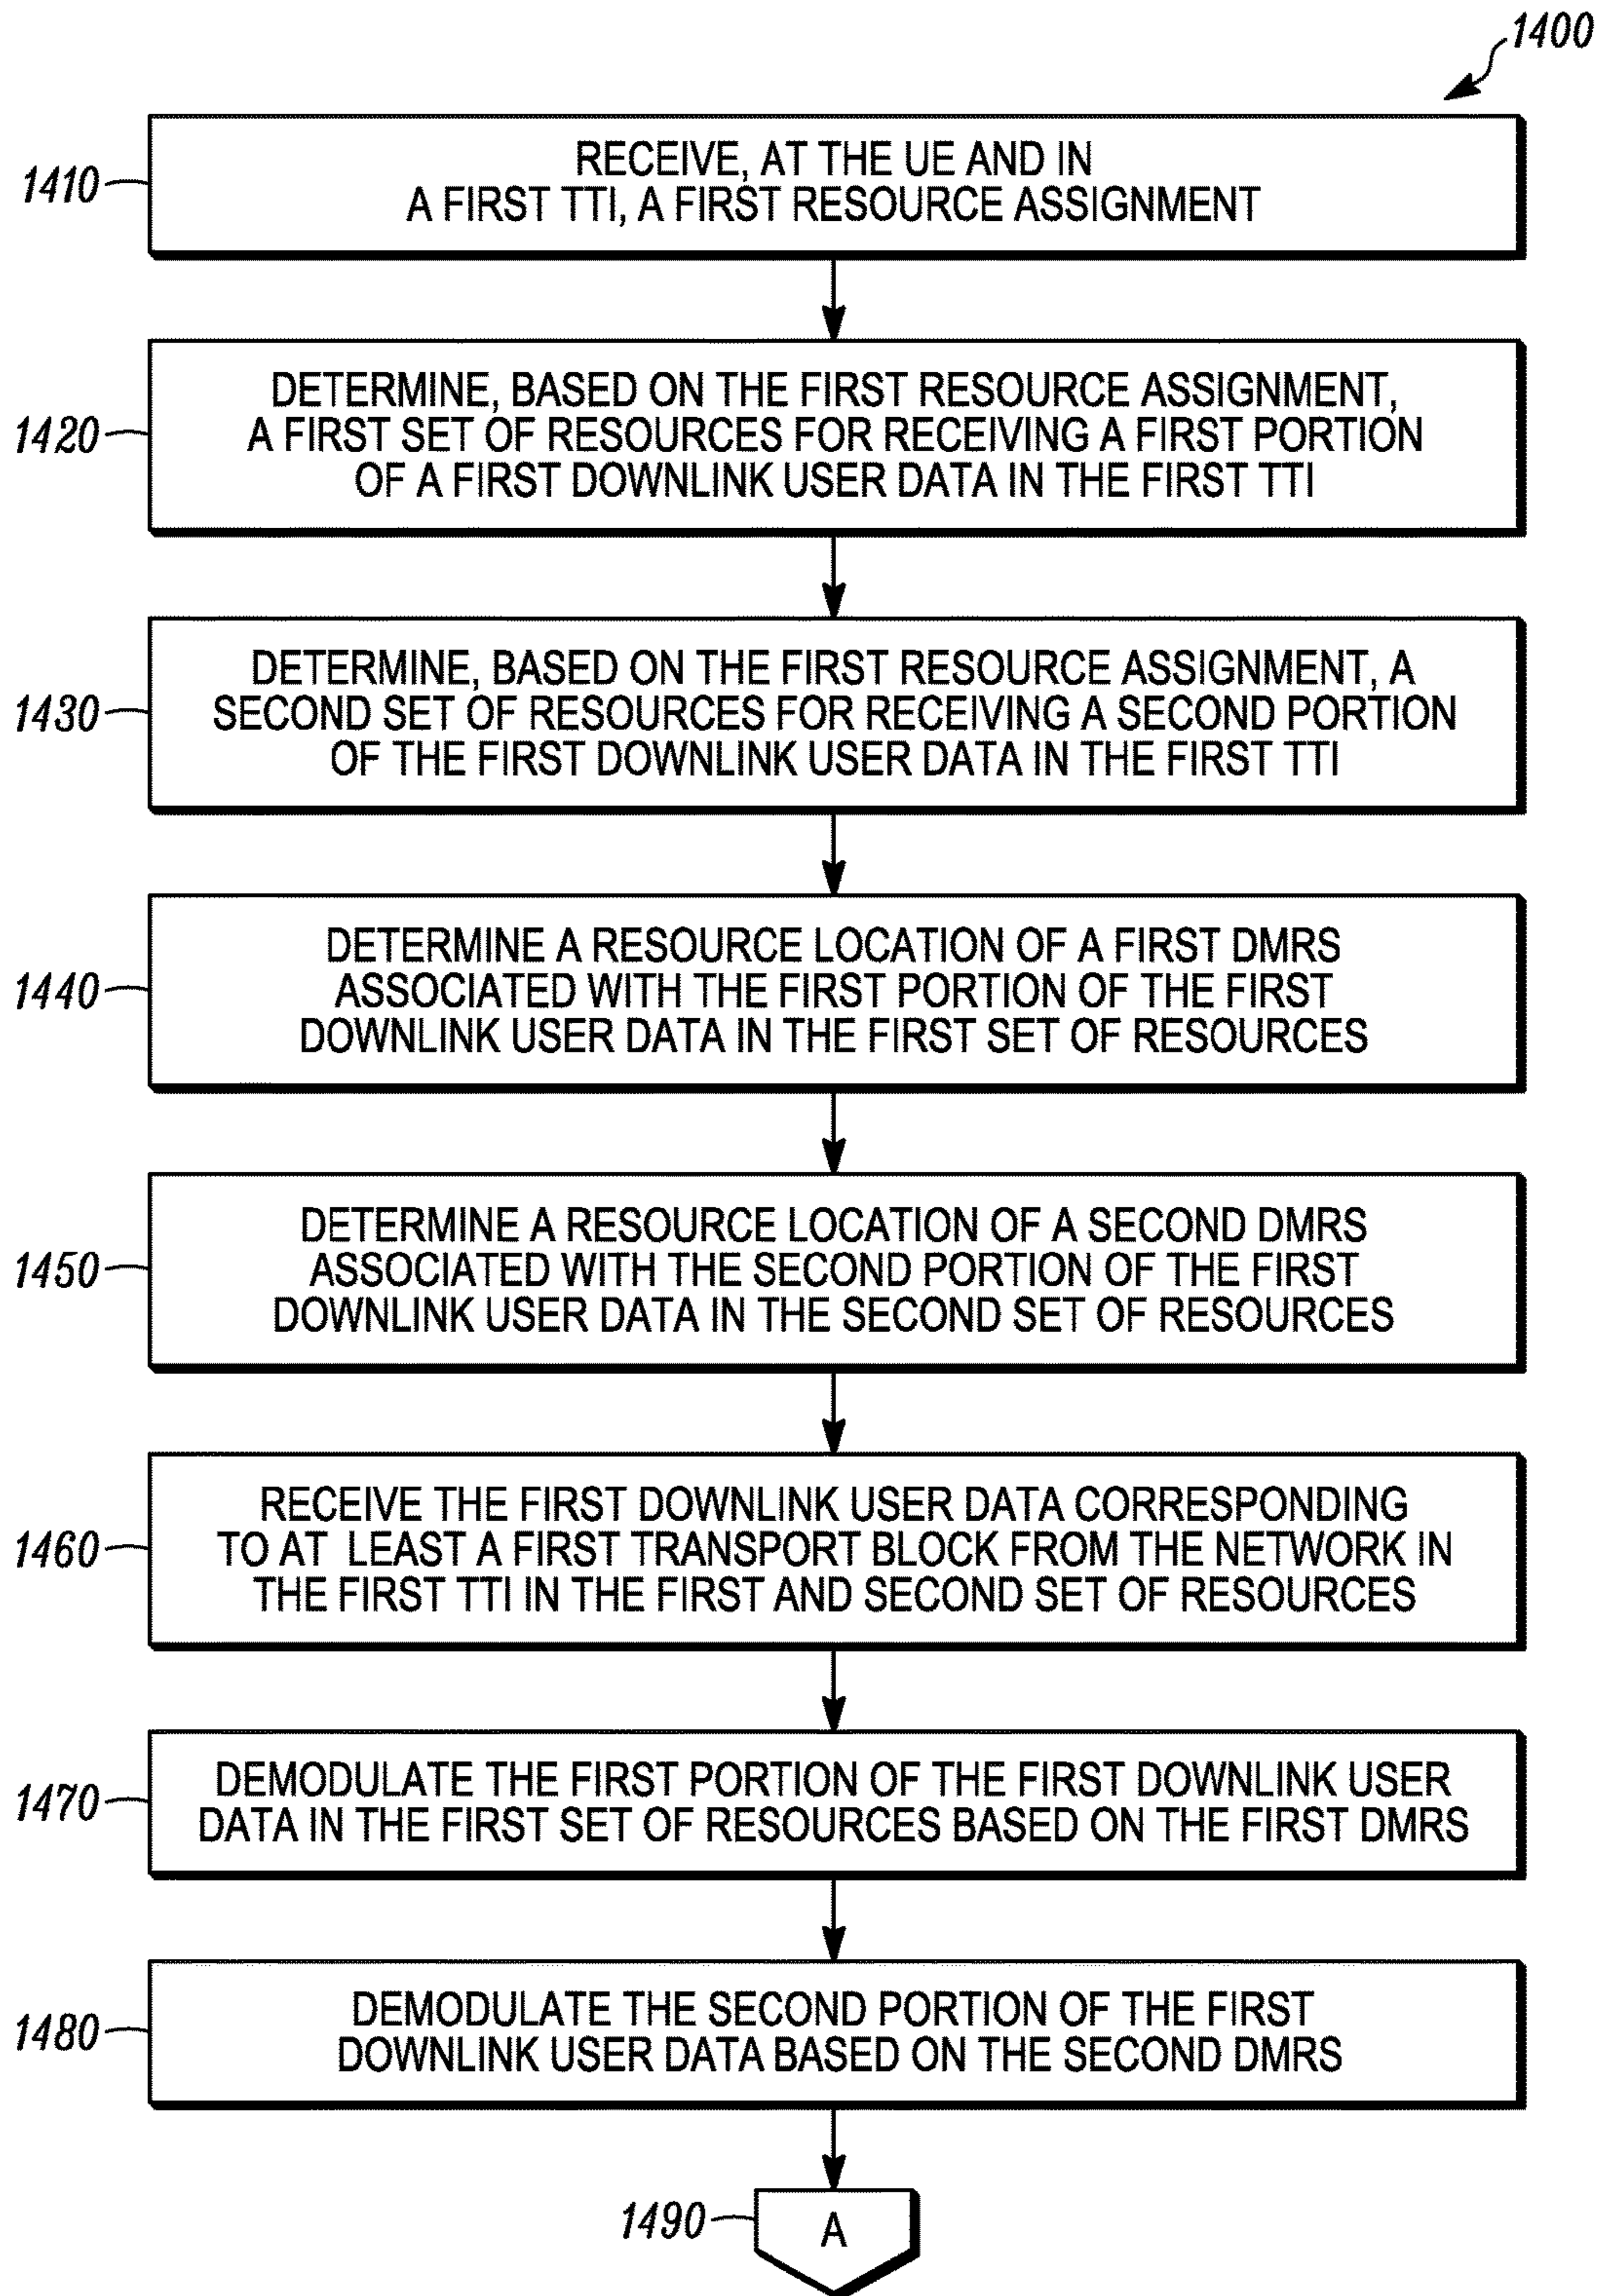 1400
1410
RECEIVE, AT THE UE AND IN
A FIRST TTI, A FIRST RESOURCE ASSIGNMENT
1420
DETERMINE, BASED ON THE FIRST RESOURCE ASSIGNMENT,
A FIRST SET OF RESOURCES FOR RECEIVING A FIRST PORTION
OF A FIRST DOWNLINK USER DATA IN THE FIRST TTI
1430
DETERMINE, BASED ON THE FIRST RESOURCE ASSIGNMENT, A
SECOND SET OF RESOURCES FOR RECEIVING A SECOND PORTION
OF THE FIRST DOWNLINK USER DATA IN THE FIRST TTI
1440
DETERMINE A RESOURCE LOCATION OF A FIRST DMRS
ASSOCIATED WITH THE FIRST PORTION OF THE FIRST
DOWNLINK USER DATA IN THE FIRST SET OF RESOURCES
1450
DETERMINE A RESOURCE LOCATION OF A SECOND DMRS
ASSOCIATED WITH THE SECOND PORTION OF THE FIRST
DOWNLINK USER DATA IN THE SECOND SET OF RESOURCES
1460
RECEIVE THE FIRST DOWNLINK USER DATA CORRESPONDING
TO AT LEAST A FIRST TRANSPORT BLOCK FROM THE NETWORK IN
THE FIRST TTI IN THE FIRST AND SECOND SET OF RESOURCES
1470
DEMODULATE THE FIRST PORTION OF THE FIRST DOWNLINK USER
DATA IN THE FIRST SET OF RESOURCES BASED ON THE FIRST DMRS
1480
DEMODULATE THE SECOND PORTION OF THE FIRST
DOWNLINK USER DATA BASED ON THE SECOND DMRS
1490
A